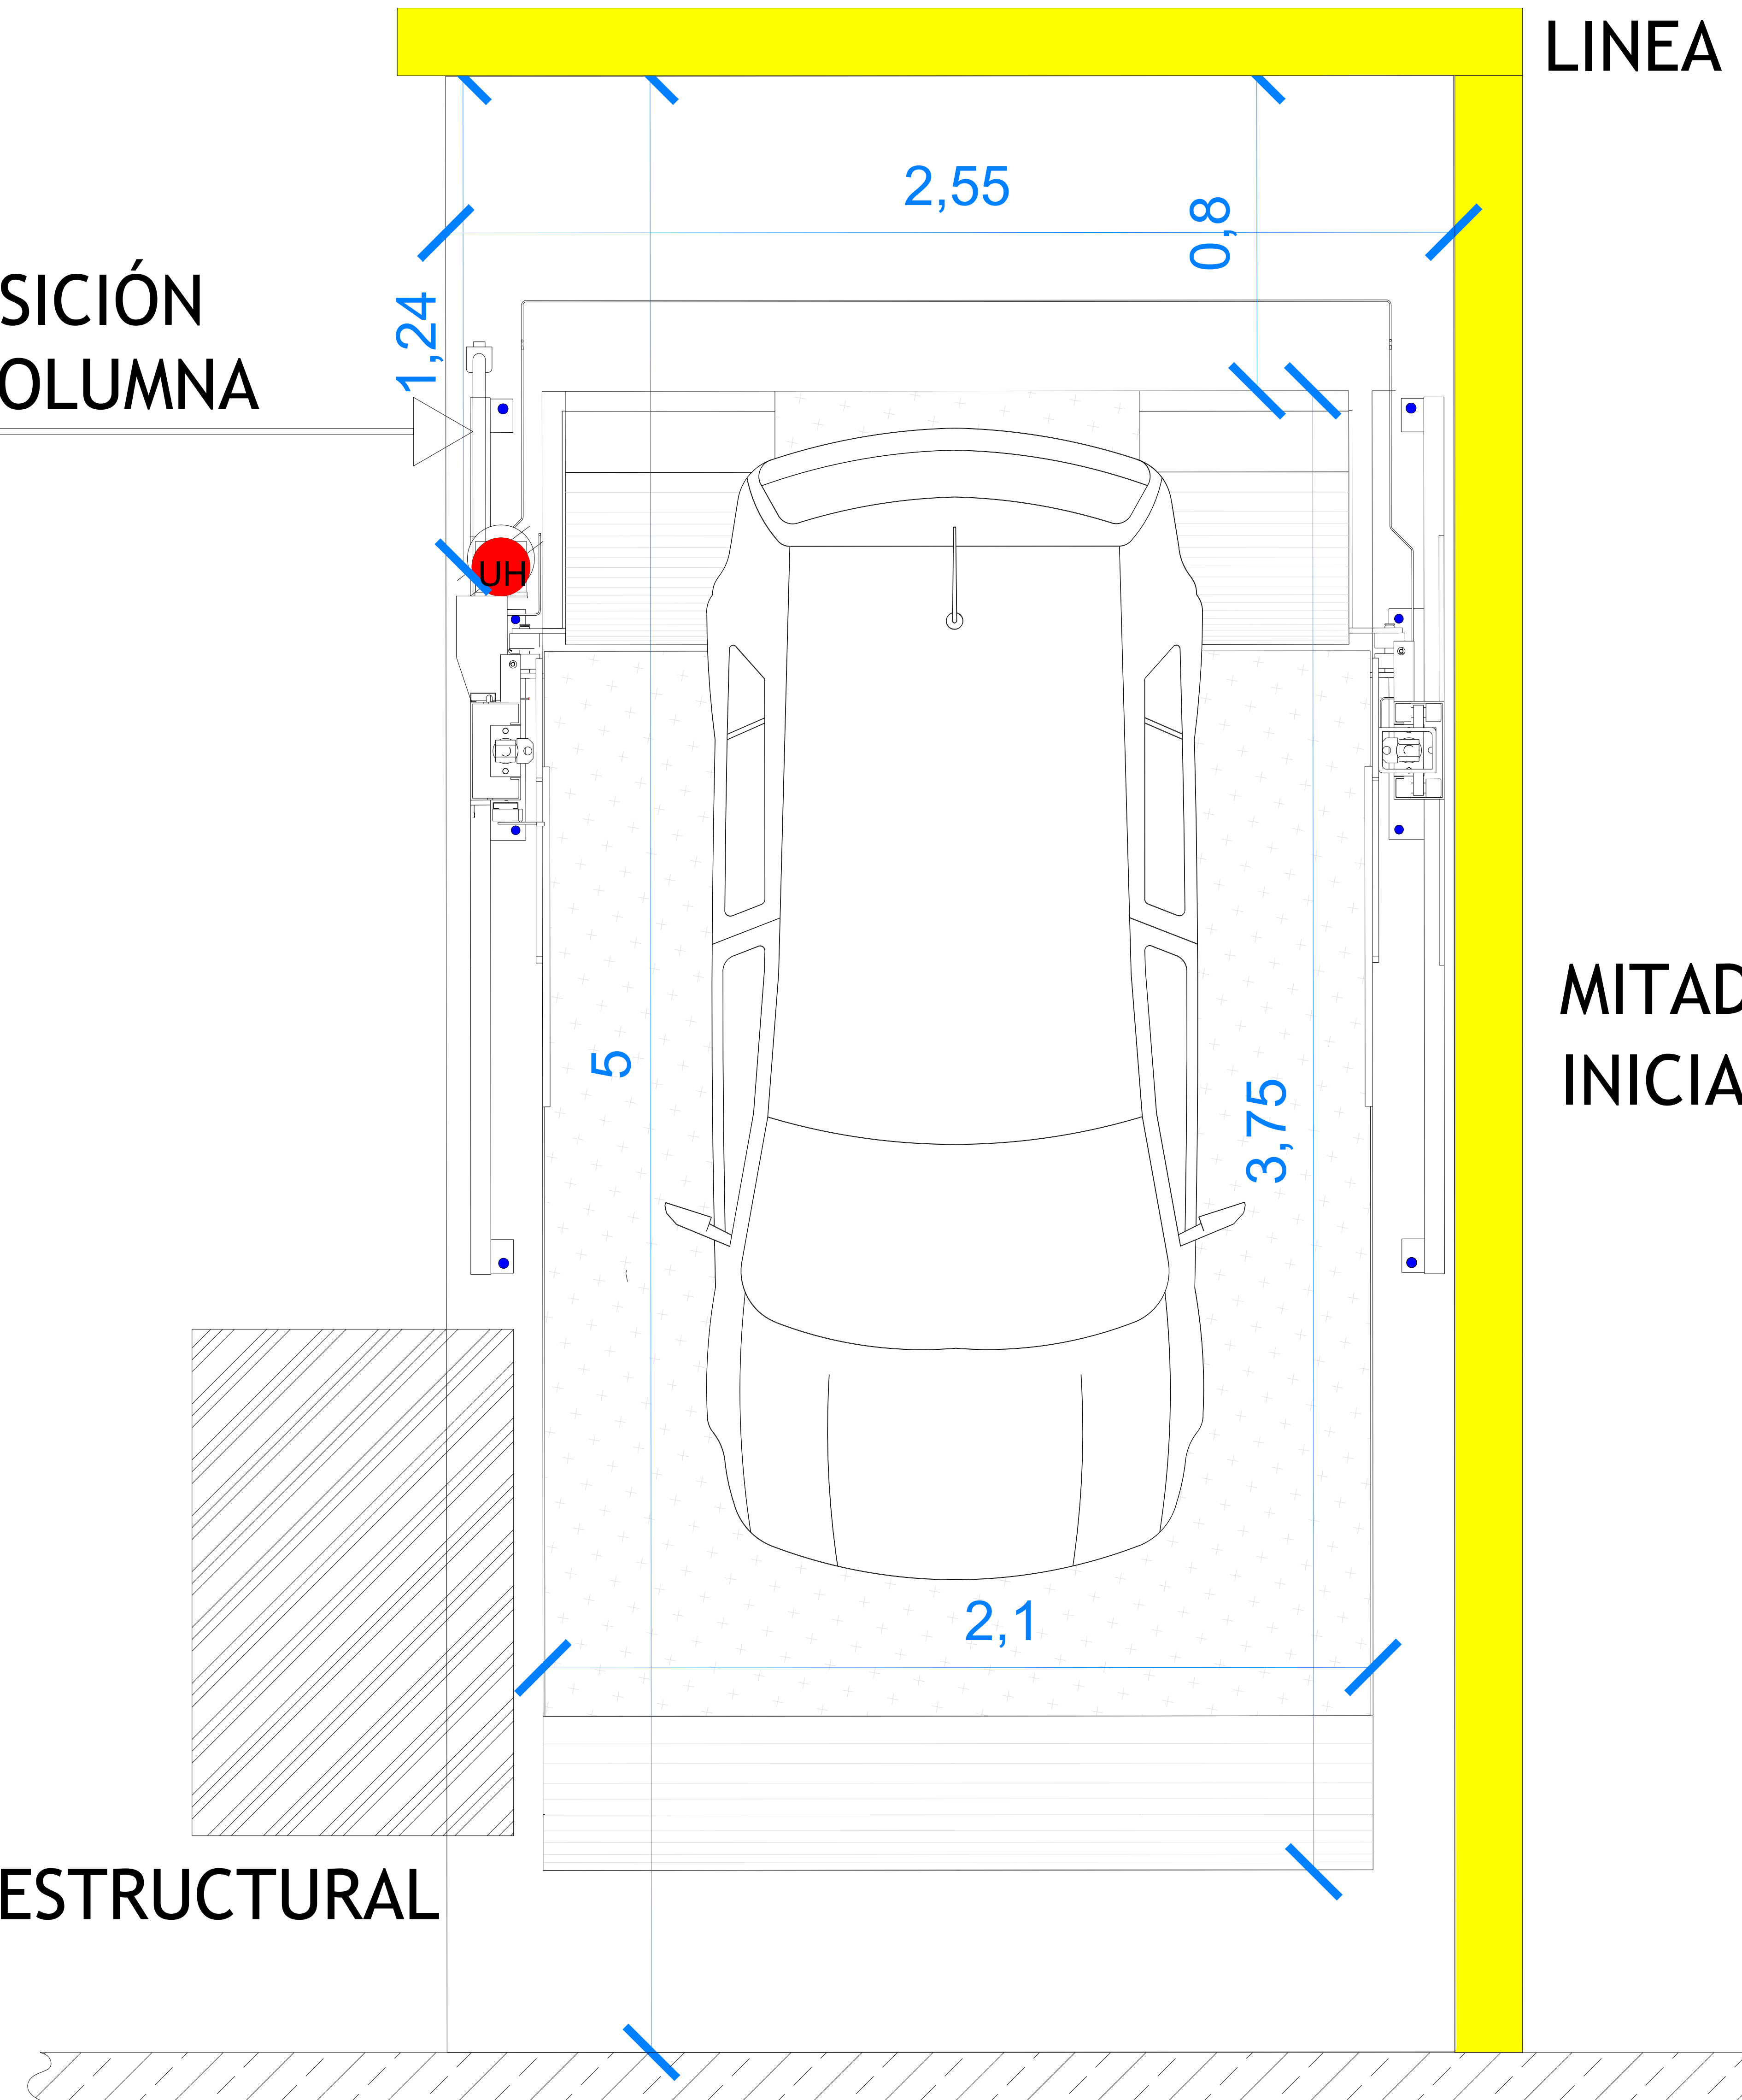 LINEA
2,55
0,8
SICIÓN
1,24
OLUMNA
UH
MITAD
5
INICIA
3,75
2,1
ESTRUCTURAL